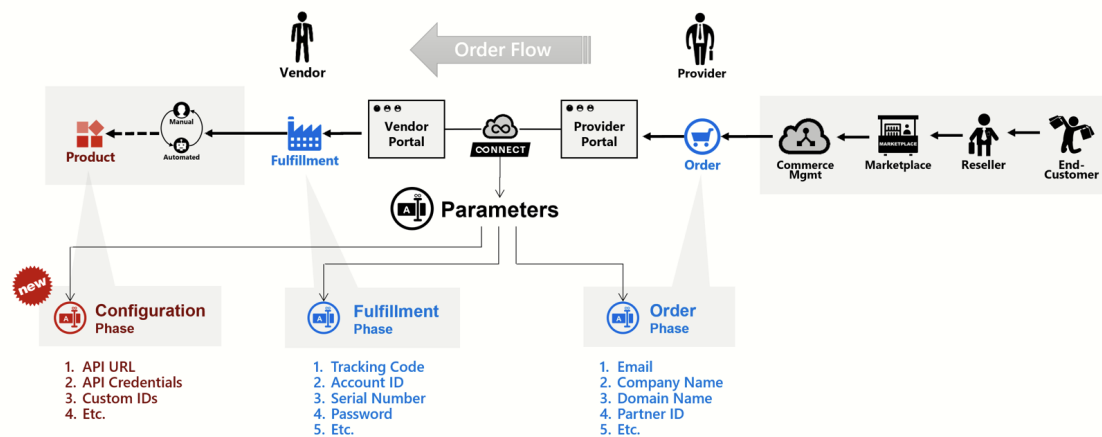 Order Flow
Vendor
Provider
Product
Manual
Automated
Fulfillment
Vendor
Portal
CONNECT
Provider
Portal
Order
Commerce
Mgmt
MARKETPLACE
Marketplace
Reseller
End-
Customer
A
Parameters
new
A
Configuration
Phase
1. API URL
2. API Credentials
3. Custom IDs
4. Etc.
A
Fulfillment
Phase
1. Tracking Code
2. Account ID
3. Serial Number
4. Password
5. Etc.
A
Order
Phase
1. Email
2. Company Name
3. Domain Name
4. Partner ID
5. Etc.